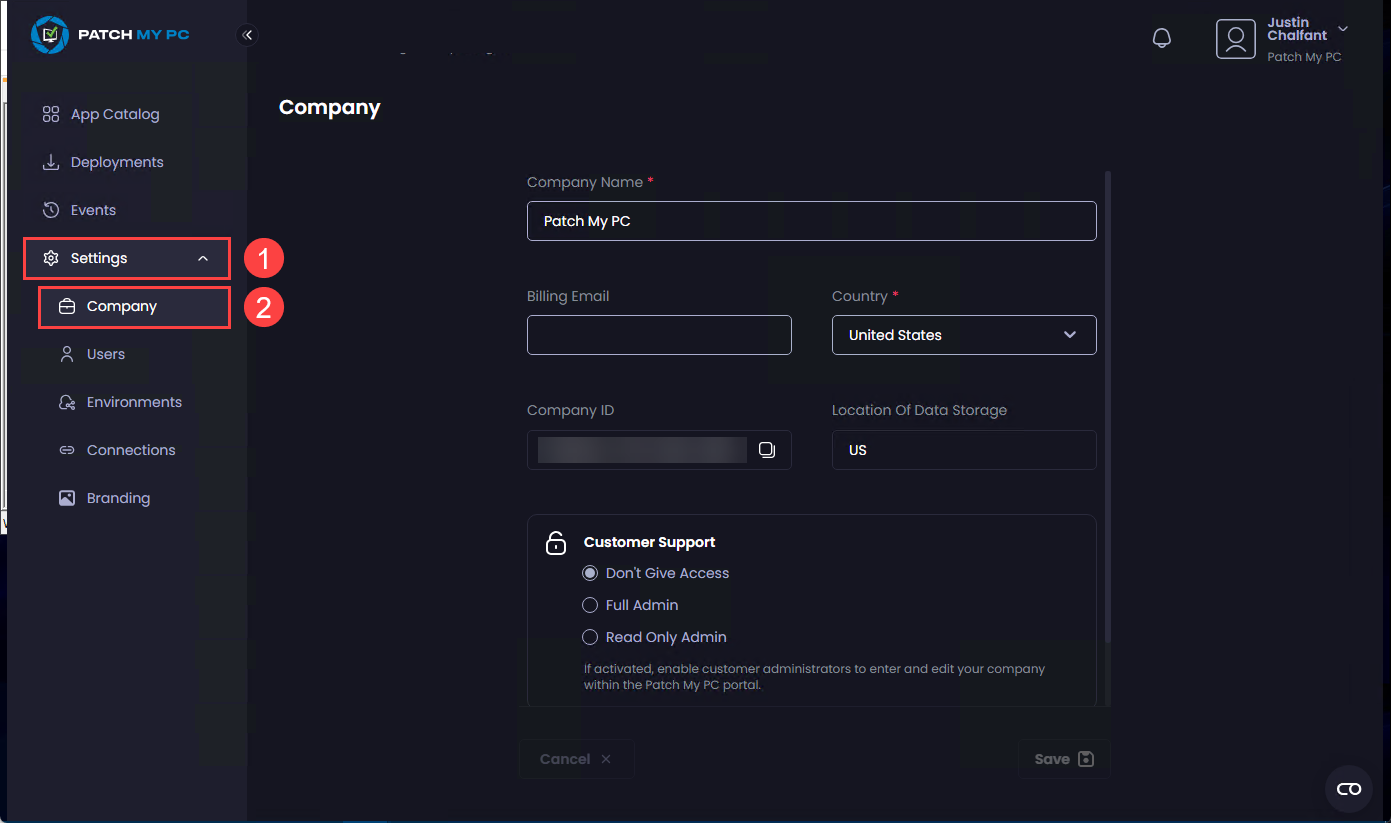 PATCH MY PC
Justin
Chalfant
Patch My PC
App Catalog
Deployments
Events
Settings
1
Company
2
Users
Environments
Connections
Branding
Company
Company Name *
Patch My PC
Billing Email
Country *
United States
Company ID
Location Of Data Storage
US
Customer Support
Don't Give Access
Full Admin
Read Only Admin
If activated, enable customer administrators to enter and edit your company
within the Patch My PC portal.
Cancel
Save